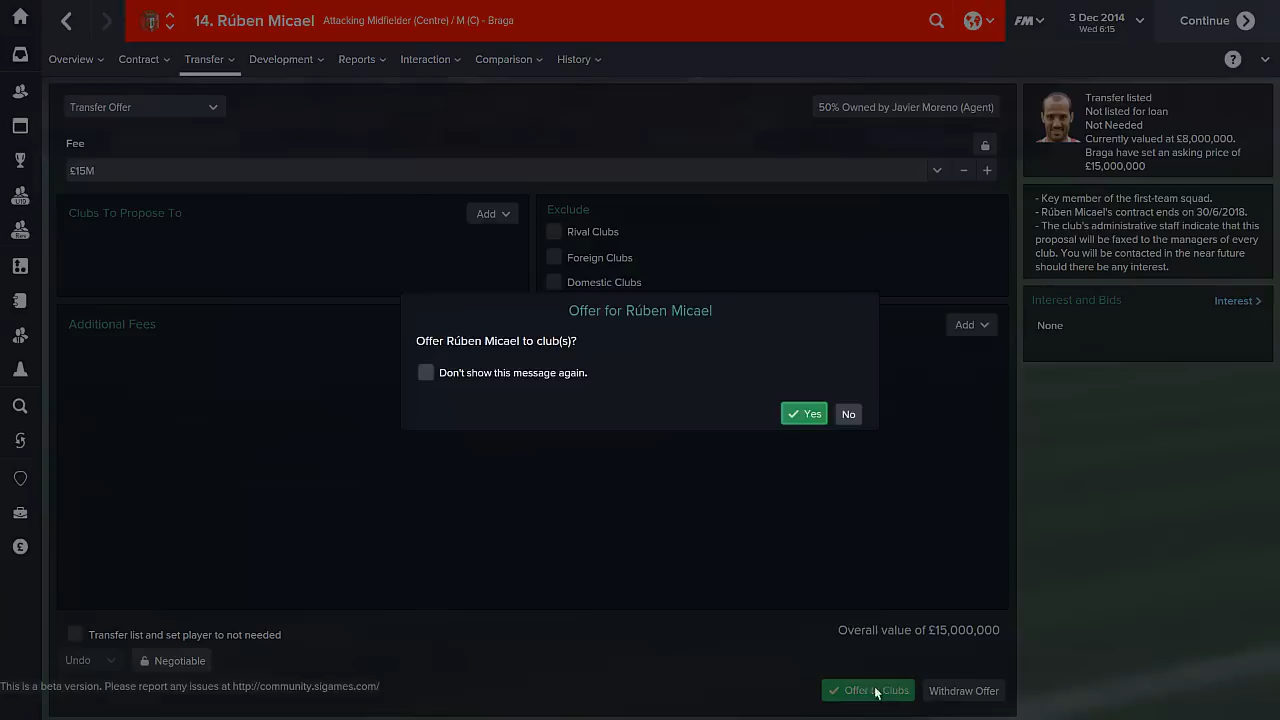 14. Rúben Micael Attacking Midfielder (Centre) / M (C) - Braga
FM
3 Dec 2014
Wed 6:15
Continue
Overview Contract Transfer Development Reports Interaction Comparison History
Transfer Offer
50% Owned by Javier Moreno (Agent)
Fee
£15M
Clubs To Propose To
Add
Exclude
Rival Clubs
Foreign Clubs
Domestic Clubs
Additional Fees
Add
Offer for Rúben Micael
Offer Rúben Micael to club(s)?
Don't show this message again.
Yes No
Transfer list and set player to not needed
Overall value of £15,000,000
Undo Negotiable
This is a beta version. Please report any issues at http://community.sigames.com/
Offer to Clubs Withdraw Offer
Transfer listed
Not listed for loan
Not Needed
Currently valued at £8,000,000.
Braga have set an asking price of
£15,000,000
- Key member of the first-team squad.
- Rúben Micael's contract ends on 30/6/2018.
- The club's administrative staff indicate that this
proposal will be faxed to the managers of every
club. You will be contacted in the near future
should there be any interest.
Interest and Bids Interest >
None